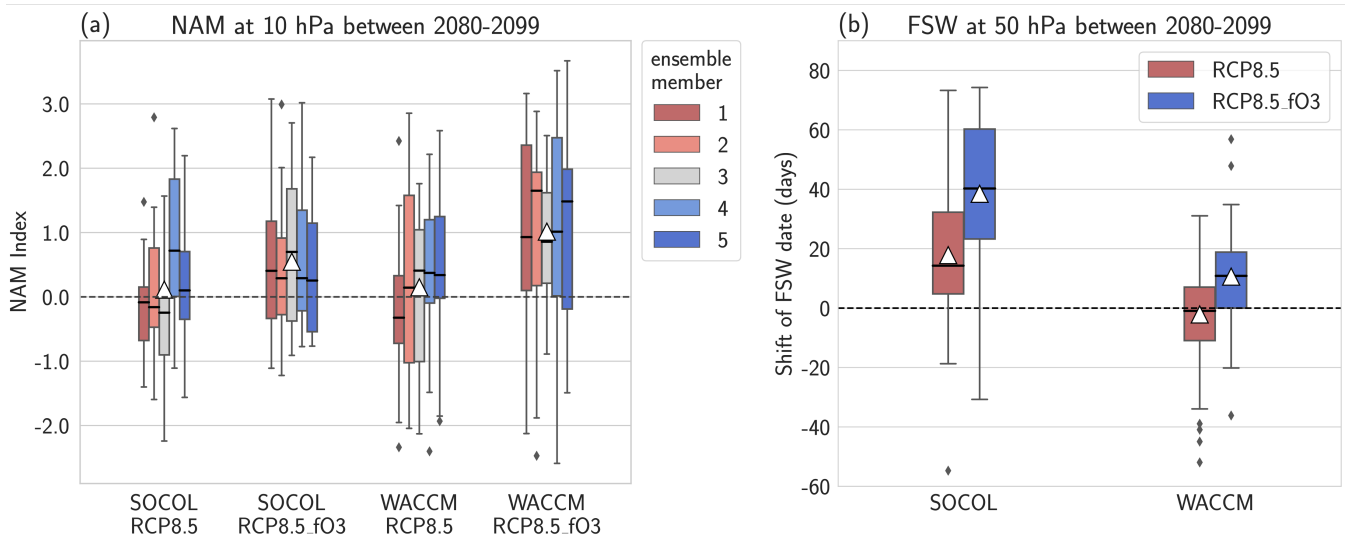 (a) NAM at 10 hPa between 2080-2099
NAM Index
3.0
2.0
1.0
0.0
-1.0
-2.0
SOCOL
RCP8.5
SOCOL
RCP8.5_fO3
WACCM
RCP8.5
WACCM
RCP8.5_fO3
ensemble
member
1
2
3
4
5
(b) FSW at 50 hPa between 2080-2099
Shift of FSW date (days)
80
60
40
20
0
-20
-40
-60
SOCOL
WACCM
RCP8.5
RCP8.5_fO3